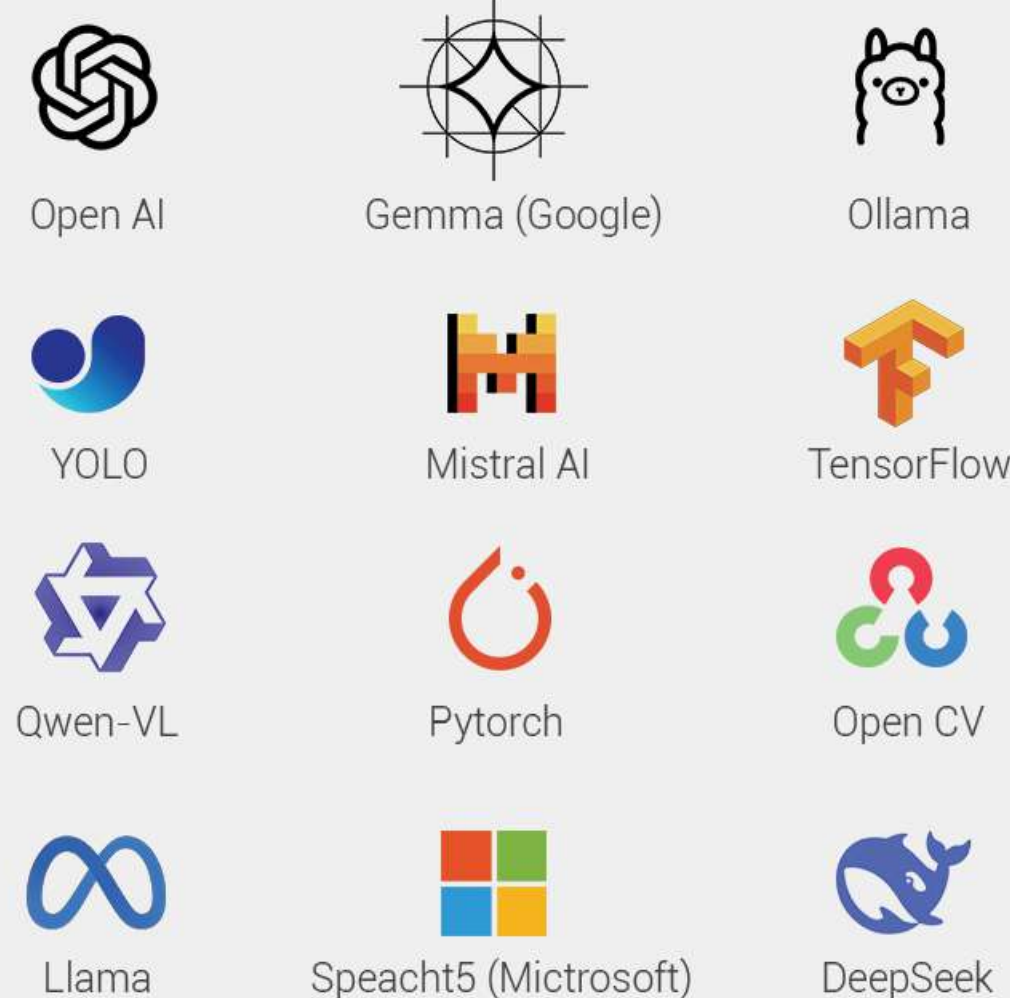 Open AI
Gemma (Google)
Ollama
YOLO
Mistral AI
TensorFlow
Qwen-VL
Pytorch
Open CV
Llama
Speacht5 (Mictrosoft)
DeepSeek